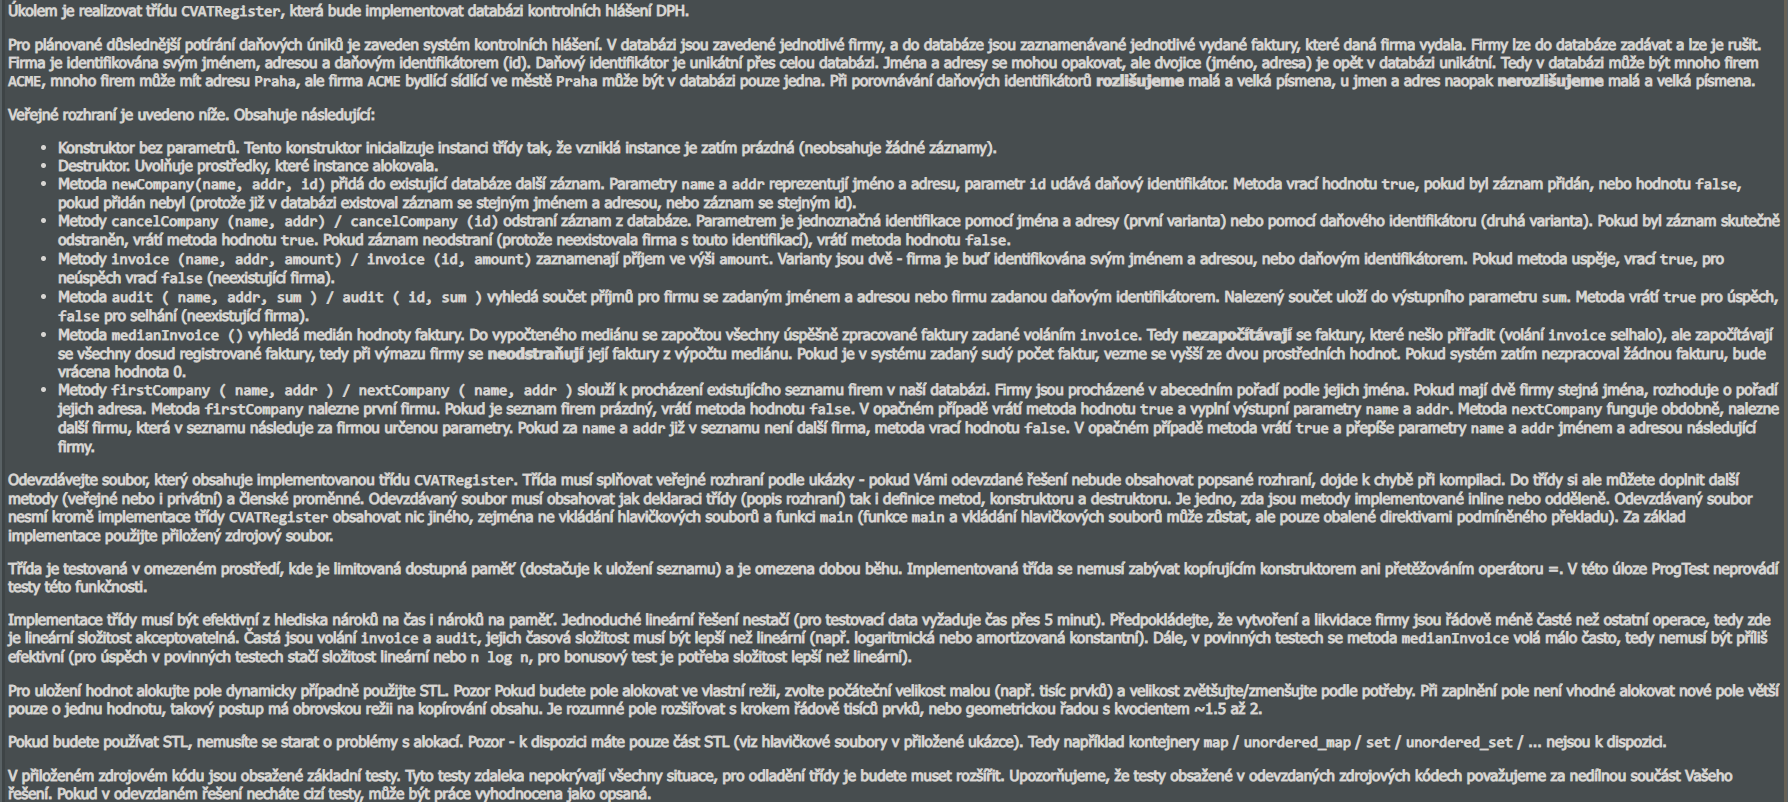 Úkolem je realizovat třídu CVATRegister, která bude implementovat databázi kontrolních hlášení DPH.
Pro plánované důslednější potírání daňových úniků je zaveden systém kontrolních hlášení. V databázi jsou zavedené jednotlivé firmy, a do databáze jsou zaznamenávané jednotlivé vydané faktury, které daná firma vydala. Firmy lze do databáze zadávat a lze je rušit.
Firma je identifikována svým jménem, adresou a daňovým identifikátorem (id). Daňový identifikátor je unikátní přes celou databázi. Jména a adresy se mohou opakovat, ale dvojice (jméno, adresa) je opět v databázi unikátní. Tedy v databázi může být mnoho firem
ACME, mnoho firem může mít adresu Praha, ale firma ACME bydlící sídlící ve městě Praha může být v databázi pouze jedna. Při porovnávání daňových identifikátorů rozlišujeme malá a velká písmena, u jmen a adres naopak nerozlišujeme malá a velká písmena.
Veřejné rozhraní je uvedeno níže. Obsahuje následující:
• Konstruktor bez parametrů. Tento konstruktor inicializuje instanci třídy tak, že vzniklá instance je zatím prázdná (neobsahuje žádné záznamy).
• Destruktor. Uvolňuje prostředky, které instance alokovala.
• Metoda newCompany(name, addr, id) přidá do existující databáze další záznam. Parametry name a addr reprezentují jméno a adresu, parametr id udává daňový identifikátor. Metoda vrací hodnotu true, pokud byl záznam přidán, nebo hodnotu false,
pokud přidán nebyl (protože již v databázi existoval záznam se stejným jménem a adresou, nebo záznam se stejným id).
• Metody cancelCompany (name, addr) / cancelCompany (id) odstraní záznam z databáze. Parametrem je jednoznačná identifikace pomocí jména a adresy (první varianta) nebo pomocí daňového identifikátoru (druhá varianta). Pokud byl záznam skutečně
odstraněn, vrátí metoda hodnotu true. Pokud záznam neodstraní (protože neexistovala firma s touto identifikací), vrátí metoda hodnotu false.
• Metody invoice (name, addr, amount) / invoice (id, amount) zaznamenají příjem ve výši amount. Varianty jsou dvě - firma je buď identifikována svým jménem a adresou, nebo daňovým identifikátorem. Pokud metoda uspěje, vrací true, pro
neúspěch vrací false (neexistující firma).
• Metoda audit ( name, addr, sum ) / audit ( id, sum ) vyhledá součet příjmů pro firmu se zadaným jménem a adresou nebo firmu zadanou daňovým identifikátorem. Nalezený součet uloží do výstupního parametru sum. Metoda vrátí true pro úspěch,
false pro selhání (neexistující firma).
• Metoda medianInvoice () vyhledá medián hodnoty faktury. Do vypočteného mediánu se započtou všechny úspěšně zpracované faktury zadané voláním invoice. Tedy nezapočítávají se faktury, které nešlo přiřadit (volání invoice selhalo), ale započítávají
se všechny dosud registrované faktury, tedy při výmazu firmy se neodstraňují její faktury z výpočtu mediánu. Pokud je v systému zadaný sudý počet faktur, vezme se vyšší ze dvou prostředních hodnot. Pokud systém zatím nezpracoval žádnou fakturu, bude
vrácena hodnota 0.
• Metody firstCompany ( name, addr ) / nextCompany ( name, addr ) slouží k procházení existujícího seznamu firem v naší databázi. Firmy jsou procházené v abecedním pořadí podle jejich jména. Pokud mají dvě firmy stejná jména, rozhoduje o pořadí
jejich adresa. Metoda firstCompany nalezne první firmu. Pokud je seznam firem prázdný, vrátí metoda hodnotu false. V opačném případě vrátí metoda hodnotu true a vyplní výstupní parametry name a addr. Metoda nextCompany funguje obdobně, nalezne
další firmu, která v seznamu následuje za firmou určenou parametry. Pokud za name a addr již v seznamu není další firma, metoda vrací hodnotu false. V opačném případě metoda vrátí true a přepíše parametry name a addr jménem a adresou následující
firmy.
Odevzdávejte soubor, který obsahuje implementovanou třídu CVATRegister. Třída musí splňovat veřejné rozhraní podle ukázky - pokud Vámi odevzdané řešení nebude obsahovat popsané rozhraní, dojde k chybě při kompilaci. Do třídy si ale můžete doplnit další
metody (veřejné nebo i privátní) a členské proměnné. Odevzdávaný soubor musí obsahovat jak deklaraci třídy (popis rozhraní) tak i definice metod, konstruktoru a destruktoru. Je jedno, zda jsou metody implementované inline nebo odděleně. Odevzdávaný soubor
nesmí kromě implementace třídy CVATRegister obsahovat nic jiného, zejména ne vkládání hlavičkových souborů a funkci main (funkce main a vkládání hlavičkových souborů může zůstat, ale pouze obalené direktivami podmíněného překladu). Za základ
implementace použijte přiložený zdrojový soubor.
Třída je testovaná v omezeném prostředí, kde je limitovaná dostupná paměť (dostačuje k uložení seznamu) a je omezena dobou běhu. Implementovaná třída se nemusí zabývat kopírujícím konstruktorem ani přetěžováním operátoru =. V této úloze ProgTest neprovádí
testy této funkčnosti.
Implementace třídy musí být efektivní z hlediska nároků na čas i nároků na paměť. Jednoduché lineární řešení nestačí (pro testovací data vyžaduje čas přes 5 minut). Předpokládejte, že vytvoření a likvidace firmy jsou řádově méně časté než ostatní operace, tedy zde
je lineární složitost akceptovatelná. Častá jsou volání invoice a audit, jejich časová složitost musí být lepší než lineární (např. logaritmická nebo amortizovaná konstantní). Dále, v povinných testech se metoda medianInvoice volá málo často, tedy nemusí být příliš
efektivní (pro úspěch v povinných testech stačí složitost lineární nebo n log n, pro bonusový test je potřeba složitost lepší než lineární).
Pro uložení hodnot alokujte pole dynamicky případně použijte STL. Pozor Pokud budete pole alokovat ve vlastní režii, zvolte počáteční velikost malou (např. tisíc prvků) a velikost zvětšujte/zmenšujte podle potřeby. Při zaplnění pole není vhodné alokovat nové pole větší
pouze o jednu hodnotu, takový postup má obrovskou režii na kopírování obsahu. Je rozumné pole rozšiřovat s krokem řádově tisíců prvků, nebo geometrickou řadou s kvocientem ~1.5 až 2.
Pokud budete používat STL, nemusíte se starat o problémy s alokací. Pozor - k dispozici máte pouze část STL (viz hlavičkové soubory v přiložené ukázce). Tedy například kontejnery map / unordered_map / set / unordered_set / ... nejsou k dispozici.
V přiloženém zdrojovém kódu jsou obsažené základní testy. Tyto testy zdaleka nepokrývají všechny situace, pro odladění třídy je budete muset rozšířit. Upozorňujeme, že testy obsažené v odevzdaných zdrojových kódech považujeme za nedílnou součást Vašeho
řešení. Pokud v odevzdaném řešení necháte cizí testy, může být práce vyhodnocena jako opsaná.